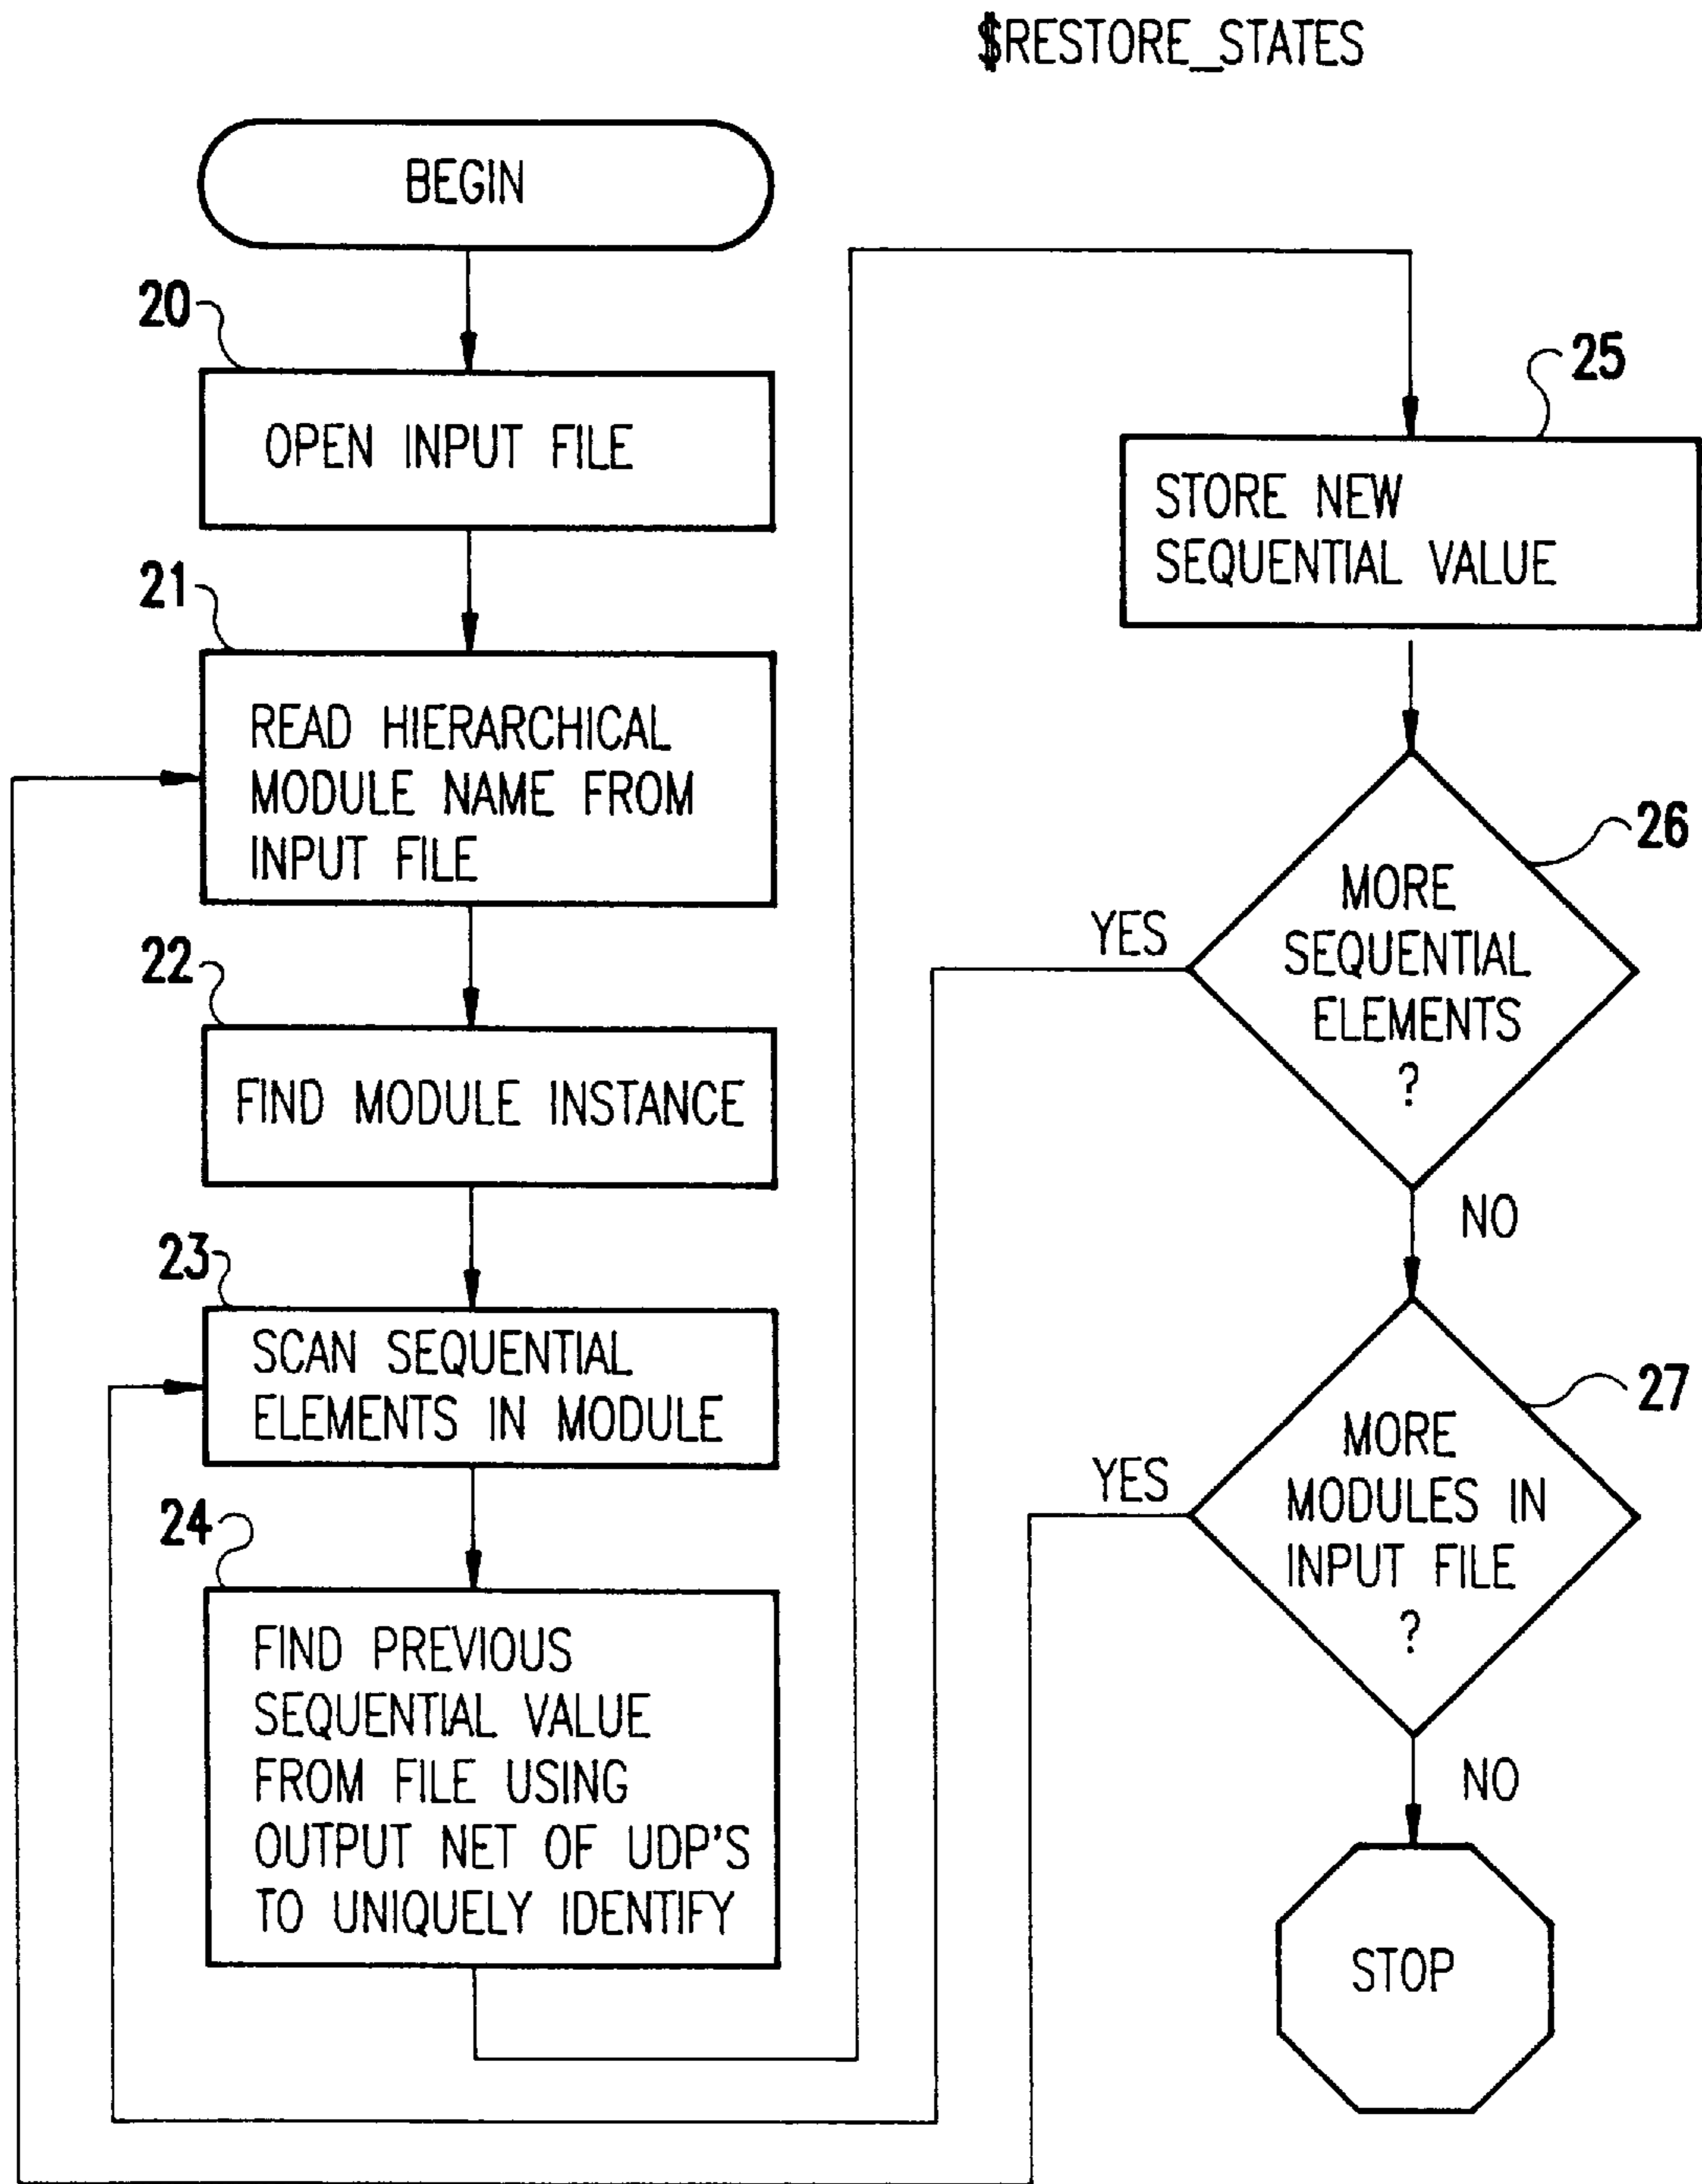 $RESTORE_STATES
BEGIN
20
OPEN INPUT FILE
21
READ HIERARCHICAL
MODULE NAME FROM
INPUT FILE
22
FIND MODULE INSTANCE
23
SCAN SEQUENTIAL
ELEMENTS IN MODULE
24
FIND PREVIOUS
SEQUENTIAL VALUE
FROM FILE USING
OUTPUT NET OF UDP'S
TO UNIQUELY IDENTIFY
25
STORE NEW
SEQUENTIAL VALUE
26
MORE
SEQUENTIAL
ELEMENTS
?
YES
NO
27
MORE
MODULES IN
INPUT FILE
?
YES
NO
STOP